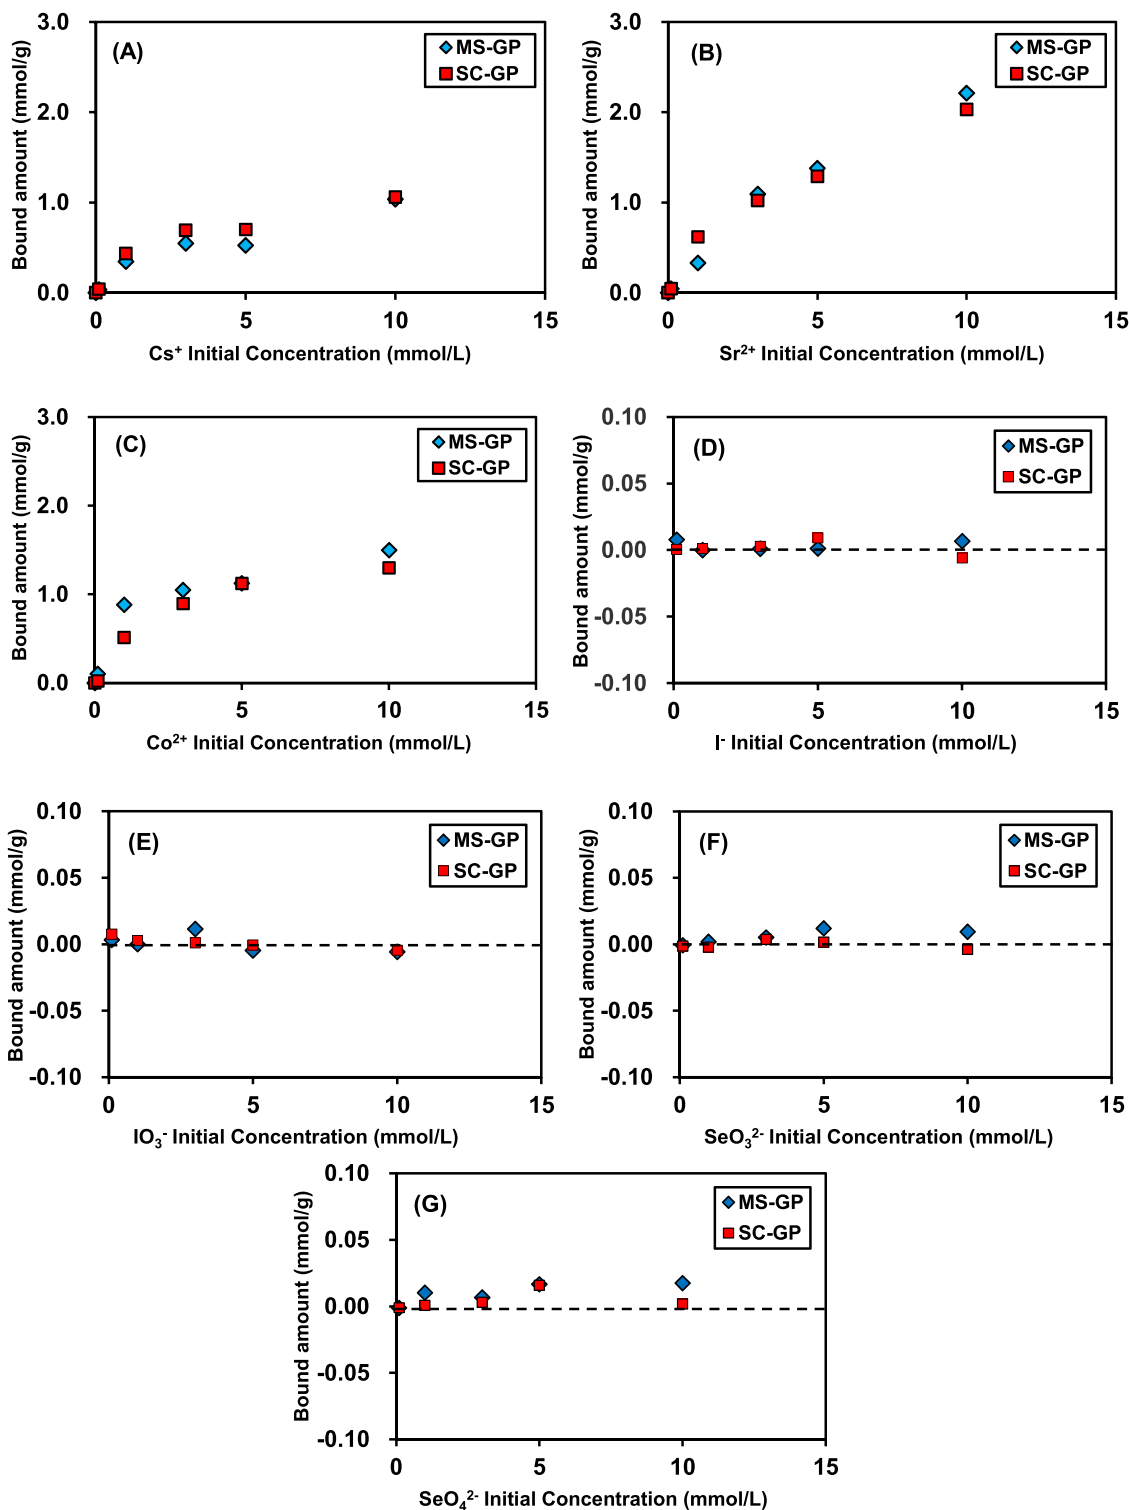 3.0
2.0
1.0
0.0
0
5
10
15
(A)
MS-GP
SC-GP
Bound amount (mmol/g)
Cs⁺ Initial Concentration (mmol/L)
3.0
2.0
1.0
0.0
0
5
10
15
(B)
MS-GP
SC-GP
Bound amount (mmol/g)
Sr²⁺ Initial Concentration (mmol/L)
3.0
2.0
1.0
0.0
0
5
10
15
(C)
MS-GP
SC-GP
Bound amount (mmol/g)
Co²⁺ Initial Concentration (mmol/L)
0.10
0.05
0.00
-0.05
-0.10
0
5
10
15
(D)
MS-GP
SC-GP
Bound amount (mmol/g)
I⁻ Initial Concentration (mmol/L)
0.10
0.05
0.00
-0.05
-0.10
0
5
10
15
(E)
MS-GP
SC-GP
Bound amount (mmol/g)
IO₃⁻ Initial Concentration (mmol/L)
0.10
0.05
0.00
-0.05
-0.10
0
5
10
15
(F)
MS-GP
SC-GP
Bound amount (mmol/g)
SeO₃²⁻ Initial Concentration (mmol/L)
0.10
0.05
0.00
-0.05
-0.10
0
5
10
15
(G)
MS-GP
SC-GP
Bound amount (mmol/g)
SeO₄²⁻ Initial Concentration (mmol/L)